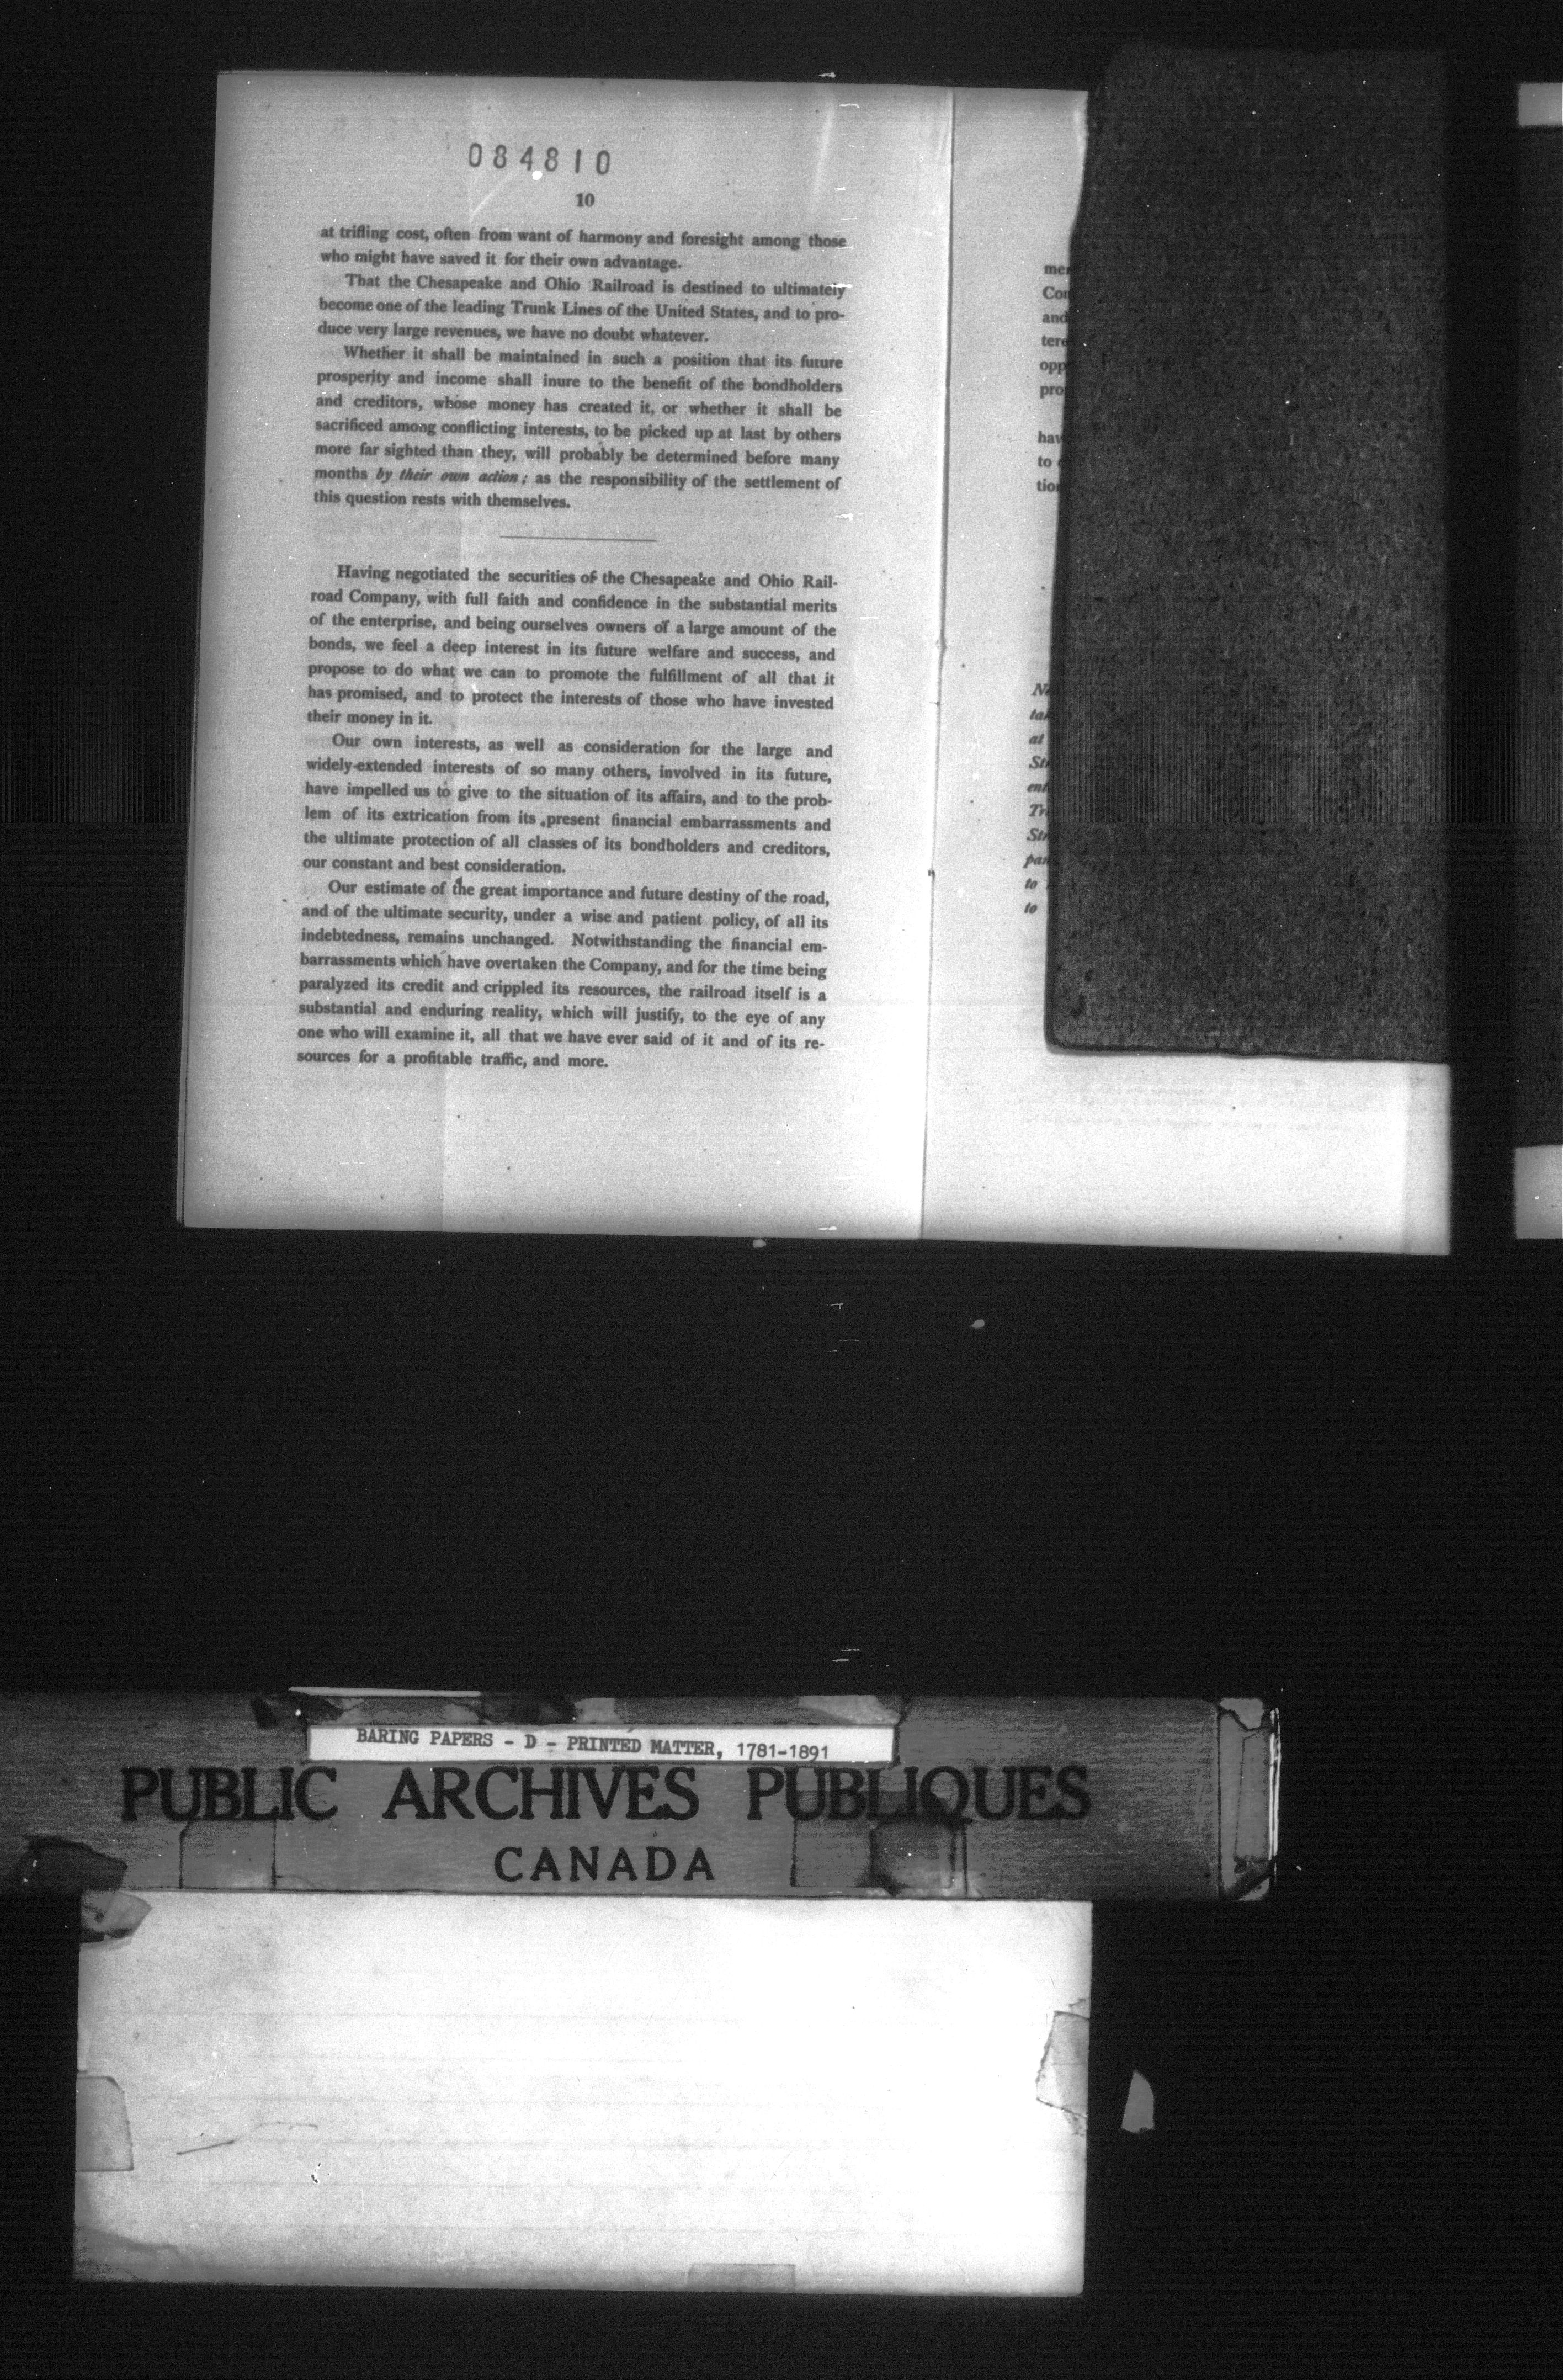 084810
10
at trifling cost, often from want of harmony and foresight among those
who might have saved it for their own advantage.
That the Chesapeake and Ohio Railroad is destined to ultimately
become one of the leading Trunk Lines of the United States, and to pro-
duce very large revenues, we have no doubt whatever.
Whether it shall be maintained in such a position that its future
prosperity and income shall inure to the benefit of the bondholders
and creditors, whose money has created it, or whether it shall be
sacrificed among conflicting interests, to be picked up at last by others
more far sighted than they, will probably be determined before many
months by their own action; as the responsibility of the settlement of
this question rests with themselves.
Having negotiated the securities of the Chesapeake and Ohio Rail-
road Company, with full faith and confidence in the substantial merits
of the enterprise, and being ourselves owners of a large amount of the
bonds, we feel a deep interest in its future welfare and success, and
propose to do what we can to promote the fulfillment of all that it
has promised, and to protect the interests of those who have invested
their money in it.
Our own interests, as well as consideration for the large and
widely-extended interests of so many others, involved in its future,
have impelled us to give to the situation of its affairs, and to the prob-
lem of its extrication from its present financial embarrassments and
the ultimate protection of all classes of its bondholders and creditors,
our constant and best consideration.
Our estimate of the great importance and future destiny of the road,
and of the ultimate security, under a wise and patient policy, of all its
indebtedness, remains unchanged. Notwithstanding the financial em-
barrassments which have overtaken the Company, and for the time being
paralyzed its credit and crippled its resources, the railroad itself is a
substantial and enduring reality, which will justify, to the eye of any
one who will examine it, all that we have ever said of it and of its re-
sources for a profitable traffic, and more.
and
to
at
to
to
BARING PAPERS - D - PRINTED MATTER, 1781-1891
PUBLIC ARCHIVES PUBLIQUES
CANADA